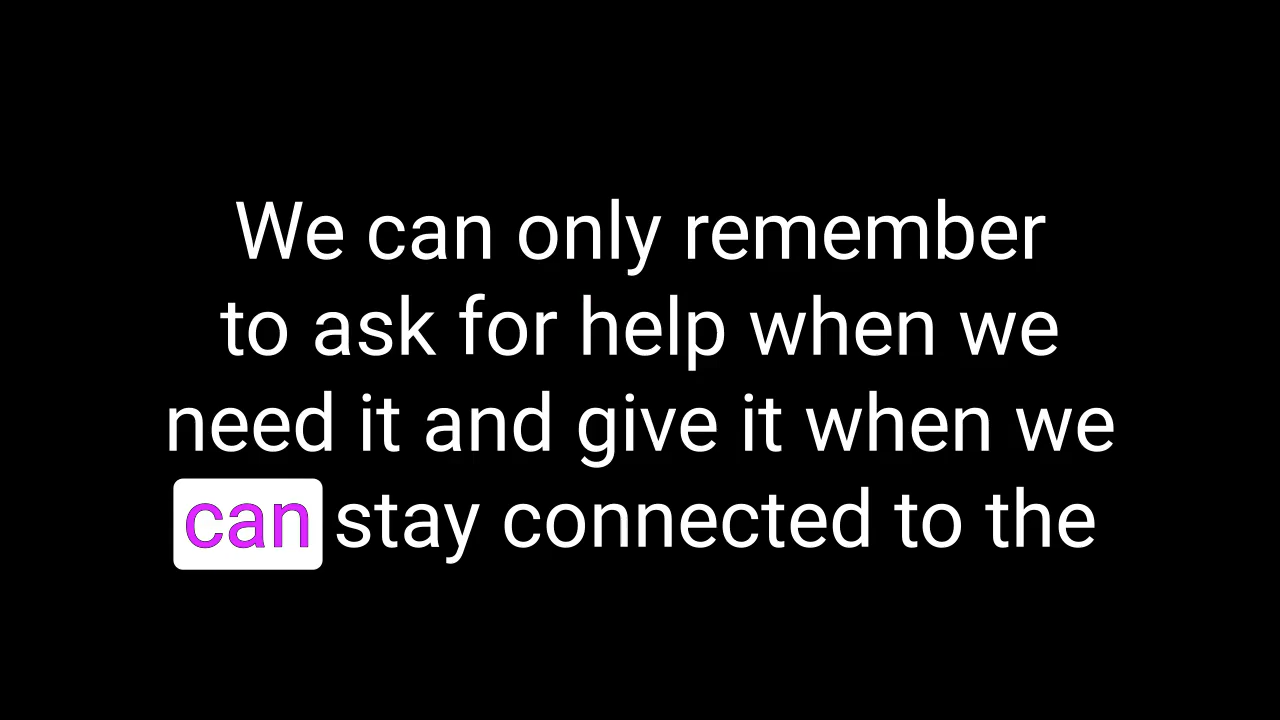 We can only remember
to ask for help when we
need it and give it when we
can stay connected to the